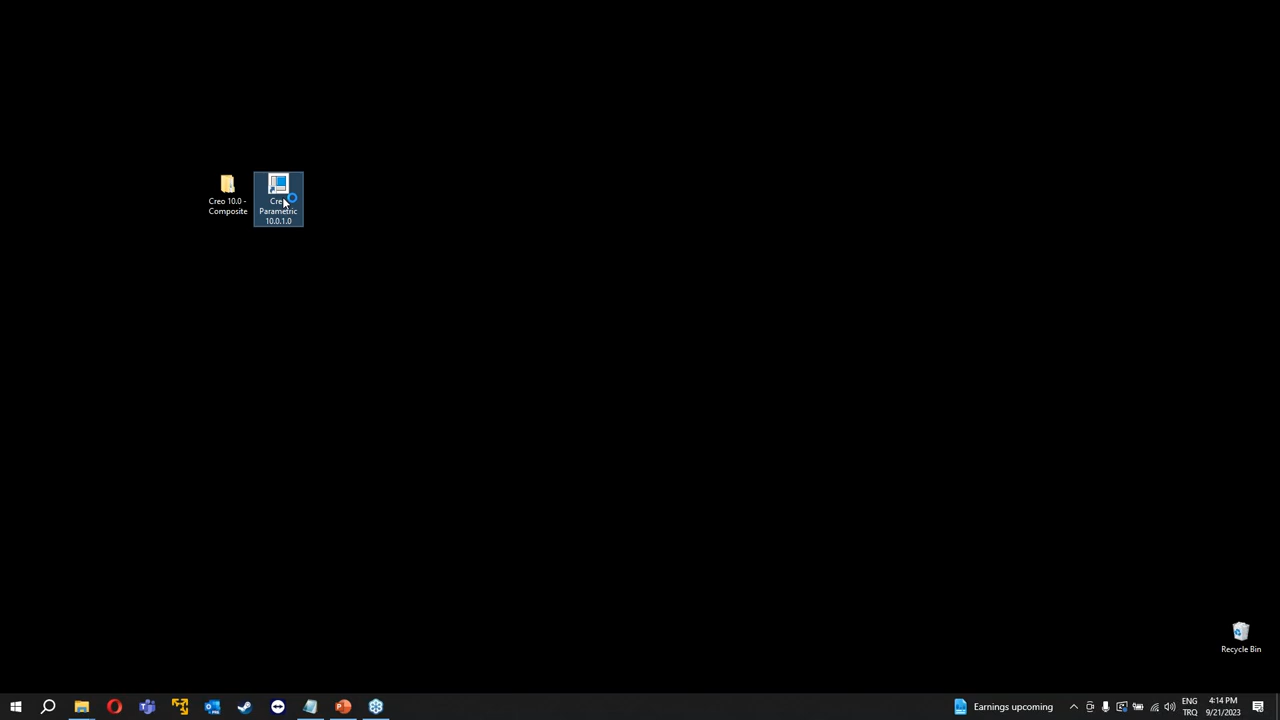 Creo 10.0 -
Composite
Cre
Parametric
10.0.1.0
Recycle Bin
Earnings upcoming
ENG
TRQ
4:14 PM
9/21/2023